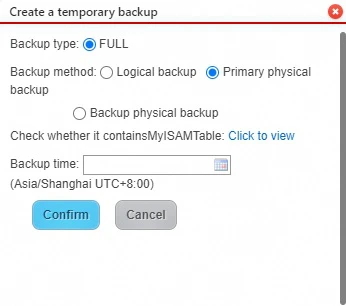 Create a temporary backup
Backup type: FULL
Backup method: Logical backup Primary physical
backup
Backup physical backup
Check whether it containsMyISAMTable: Click to view
Backup time:
(Asia/Shanghai UTC+8:00)
Confirm Cancel